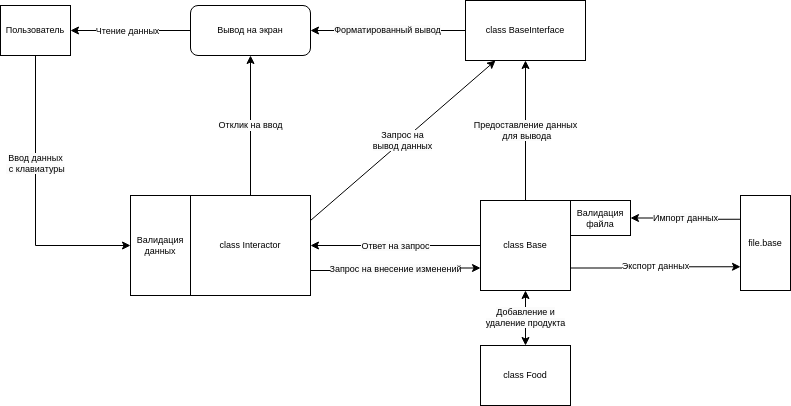 Пользователь
Чтение данных
Вывод на экран
Форматированный вывод
class BaseInterface
Отклик на ввод
Запрос на
вывод данных
Предоставление данных
для вывода
Ввод данных
с клавиатуры
Валидация
данных
class Interactor
Ответ на запрос
Запрос на внесение изменений
class Base
Валидация
файла
Импорт данных
Экспорт данных
file.base
Добавление и
удаление продукта
class Food